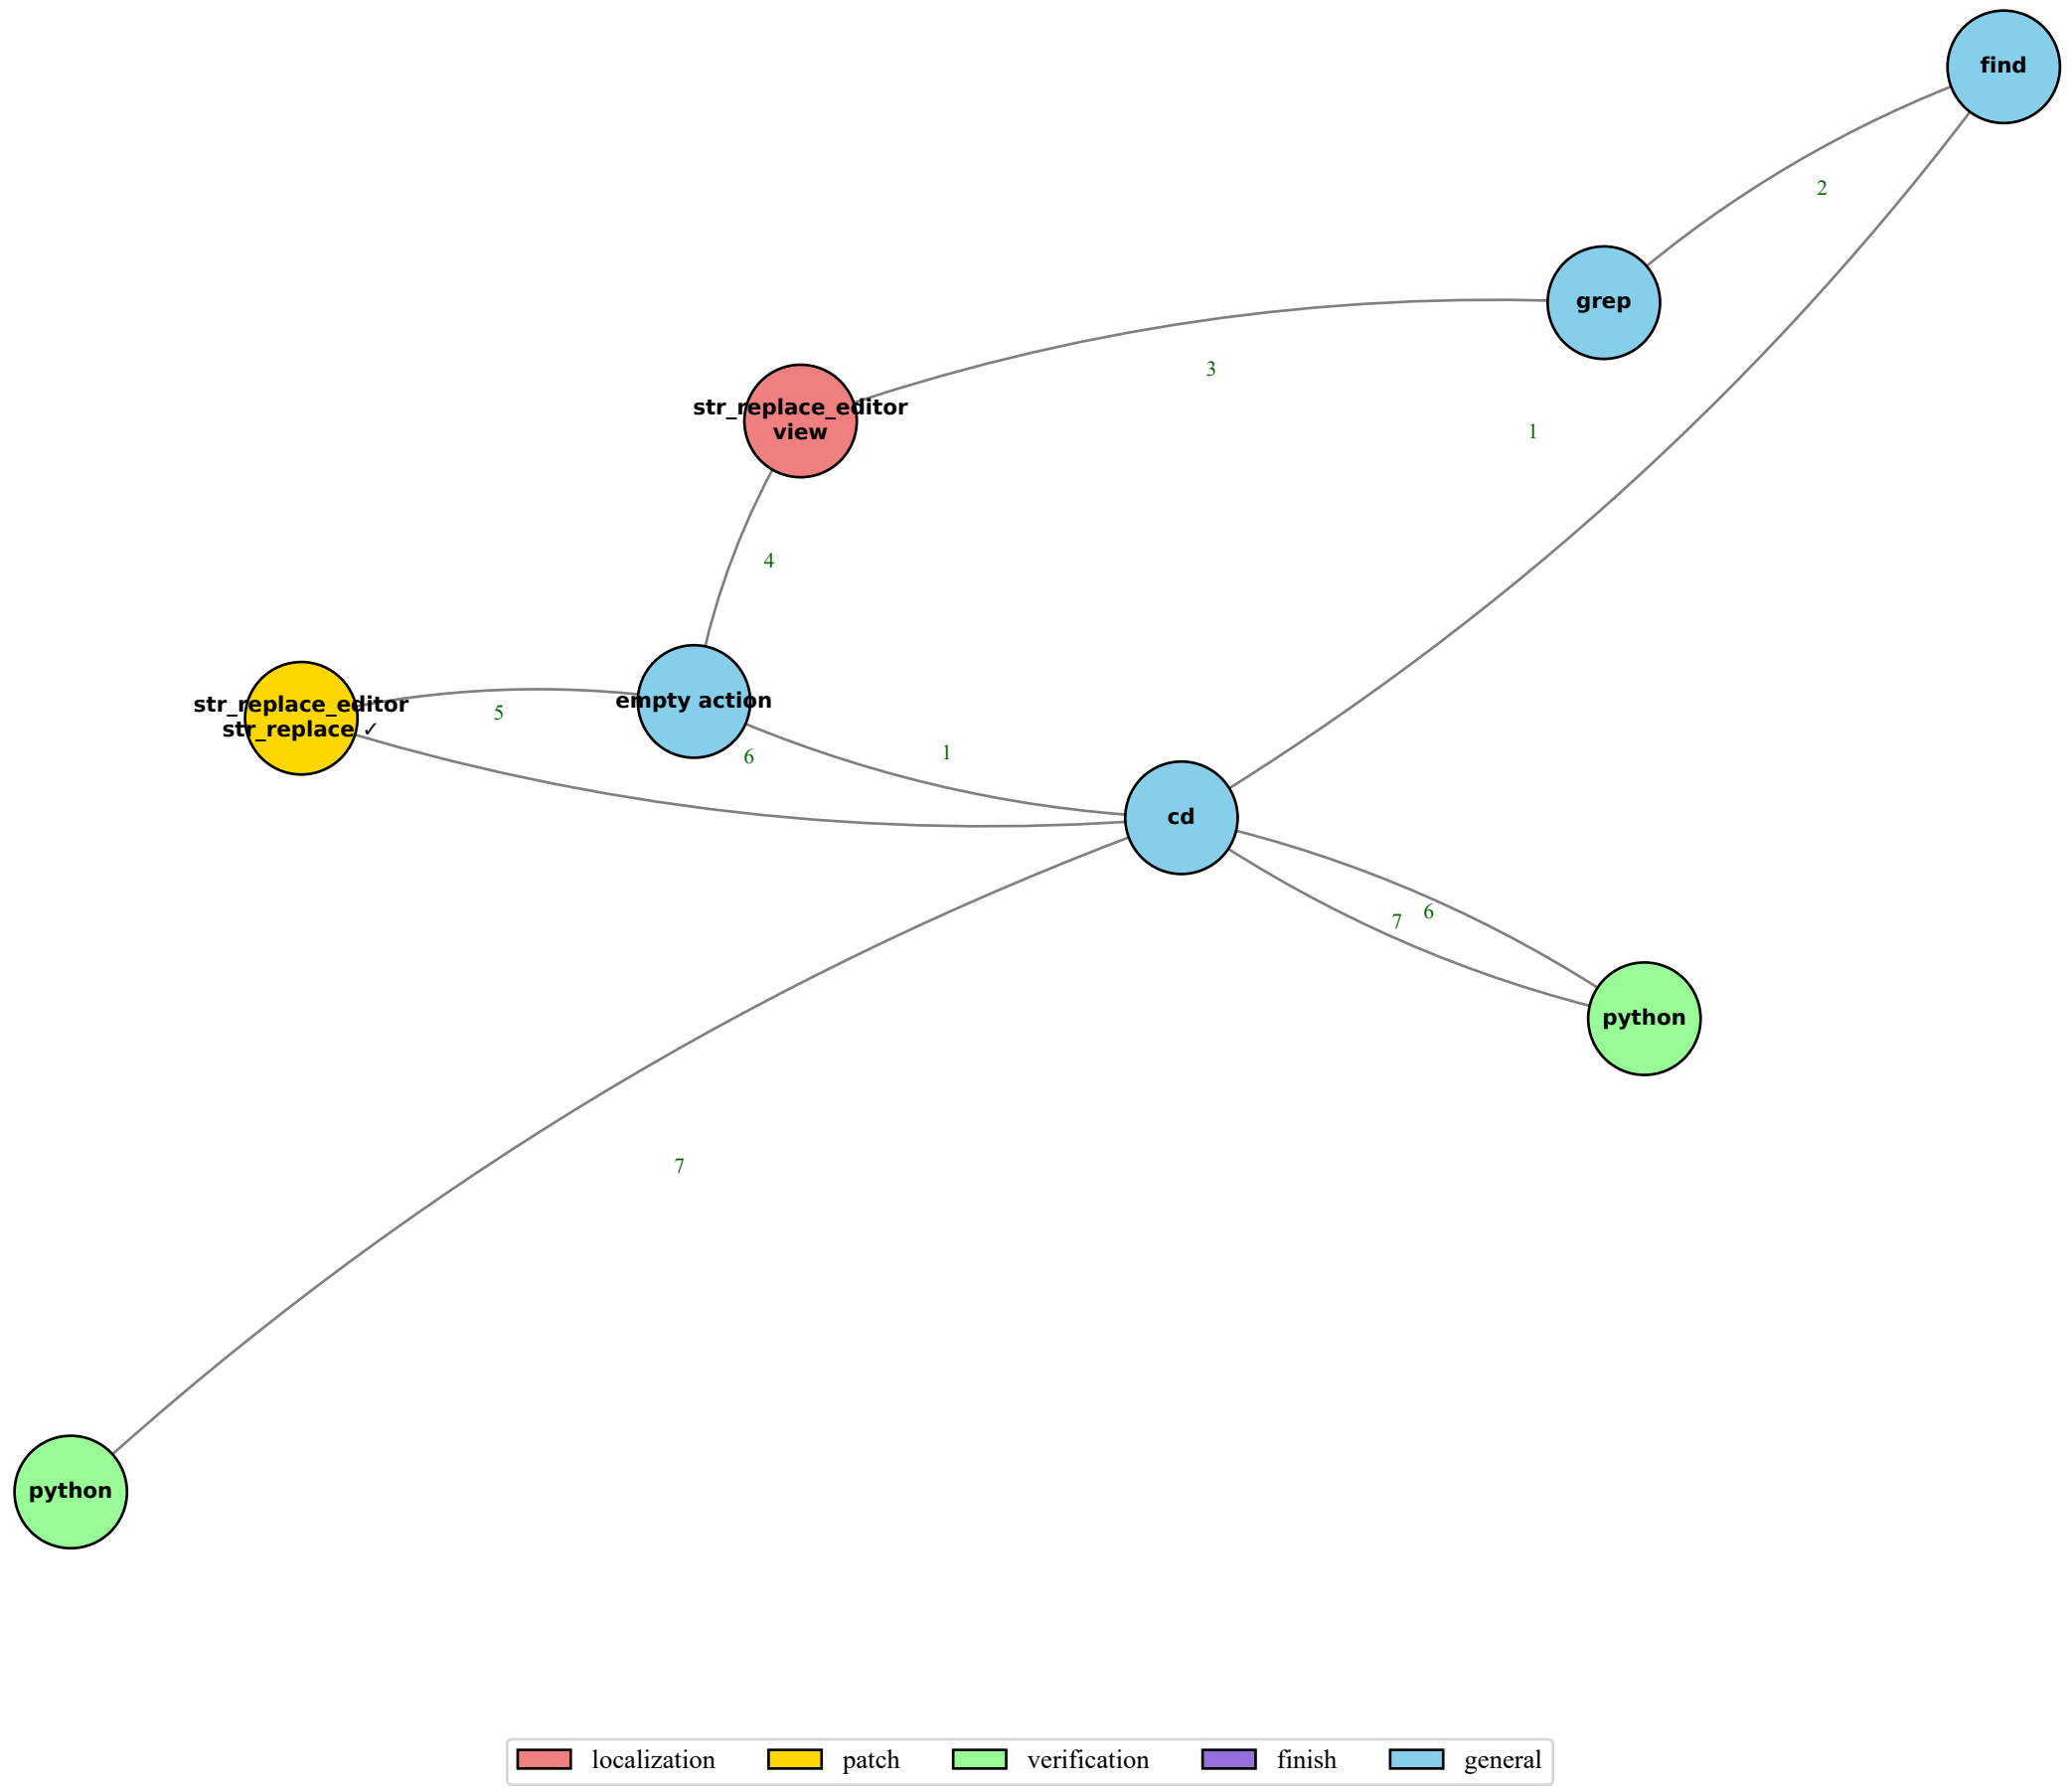 find
2
grep
3
1
str_replace_editor
view
4
str_replace_editor
str_replace ✓
5
empty action
6
1
cd
7
6
python
7
python
localization
patch
verification
finish
general